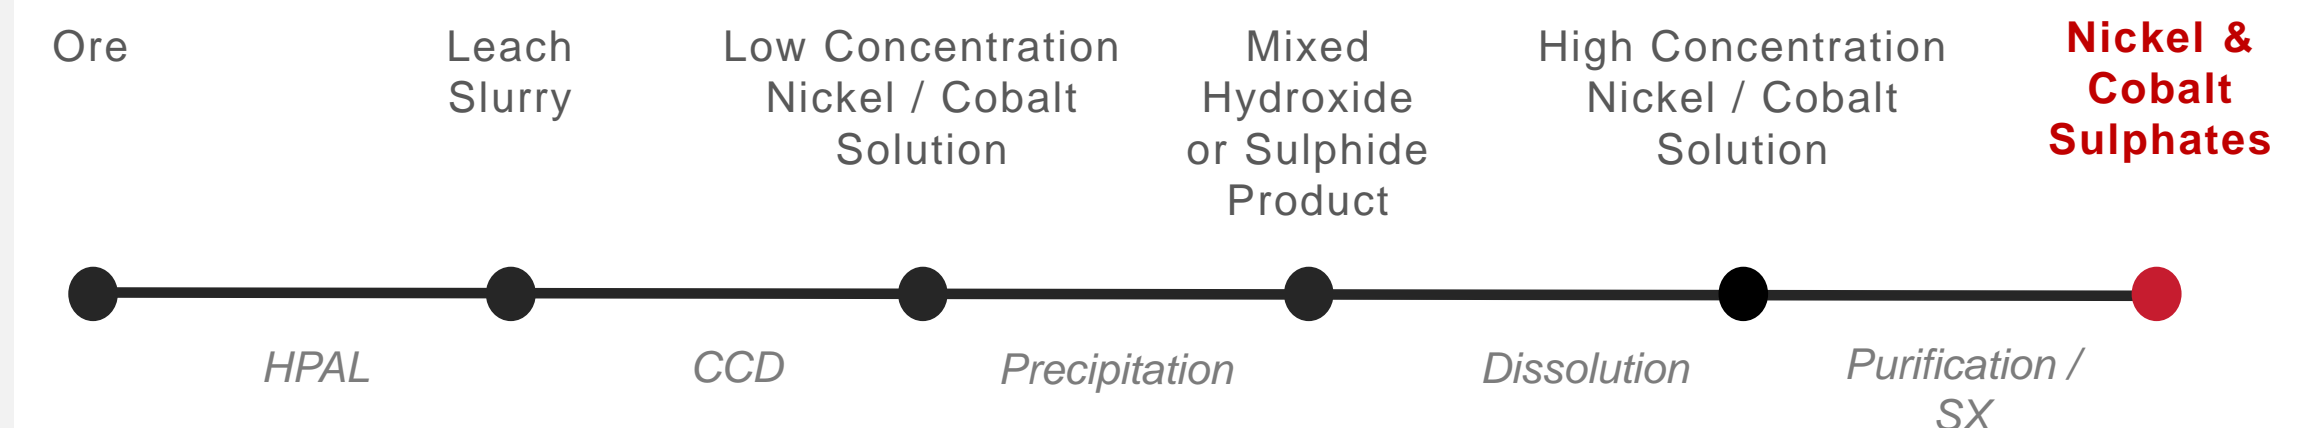 Ore
Leach
Slurry
Low Concentration
Nickel / Cobalt
Solution
Mixed
Hydroxide
or Sulphide
Product
High Concentration
Nickel / Cobalt
Solution
Nickel &
Cobalt
Sulphates
HPAL
CCD
Precipitation
Dissolution
Purification /
SX